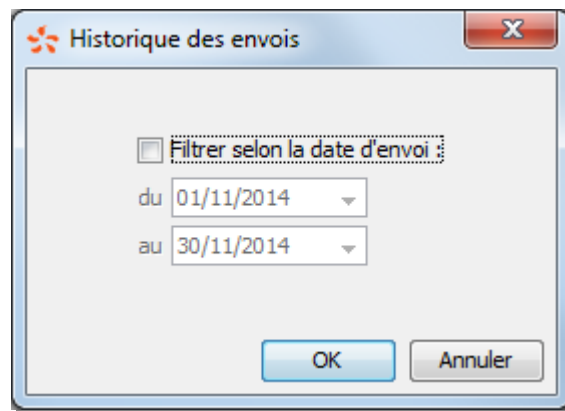 Historique des envois
Filtrer selon la date d'envoi :
du 01/11/2014
au 30/11/2014
OK Annuler